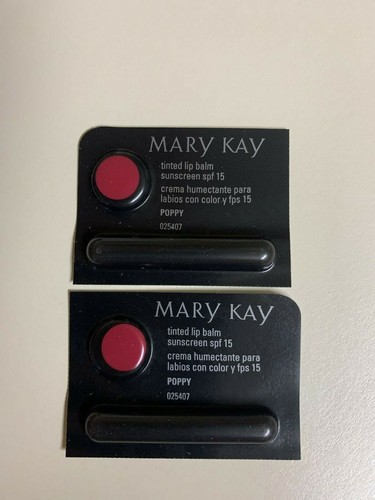 MARY KAY
tinted lip balm
sunscreen spf 15
crema humectante para
labios con color y fps 15
POPPY
025407
MARY KAY
tinted lip balm
sunscreen spf 15
crema humectante para
labios con color y fps 15
POPPY
025407